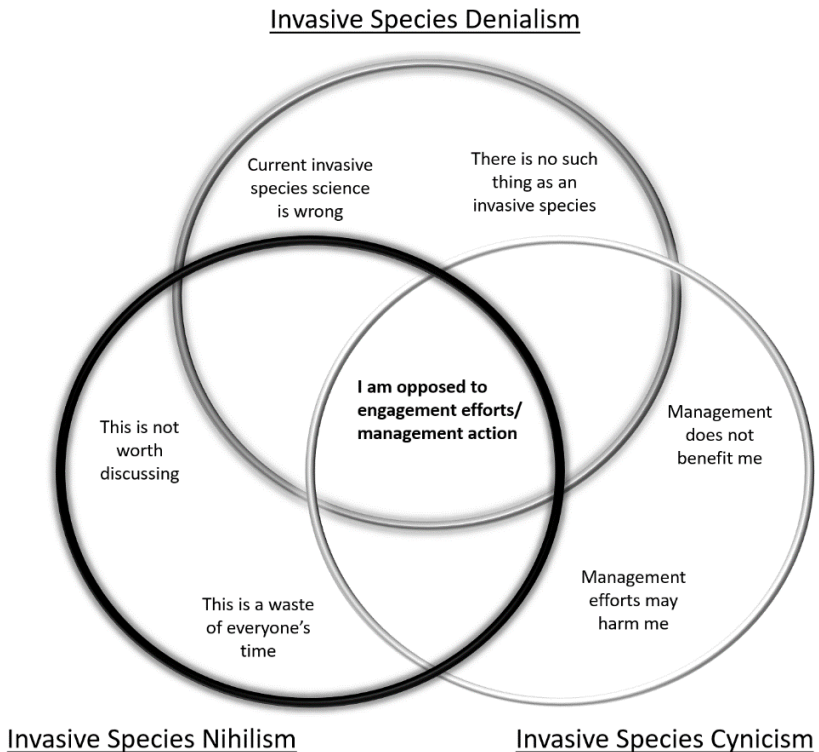 Invasive Species Denialism
Current invasive
species science
is wrong
There is no such
thing as an
invasive species
I am opposed to
engagement efforts/
management action
This is not
worth
discussing
Management
does not
benefit me
This is a waste
of everyone’s
time
Management
efforts may
harm me
Invasive Species Nihilism
Invasive Species Cynicism